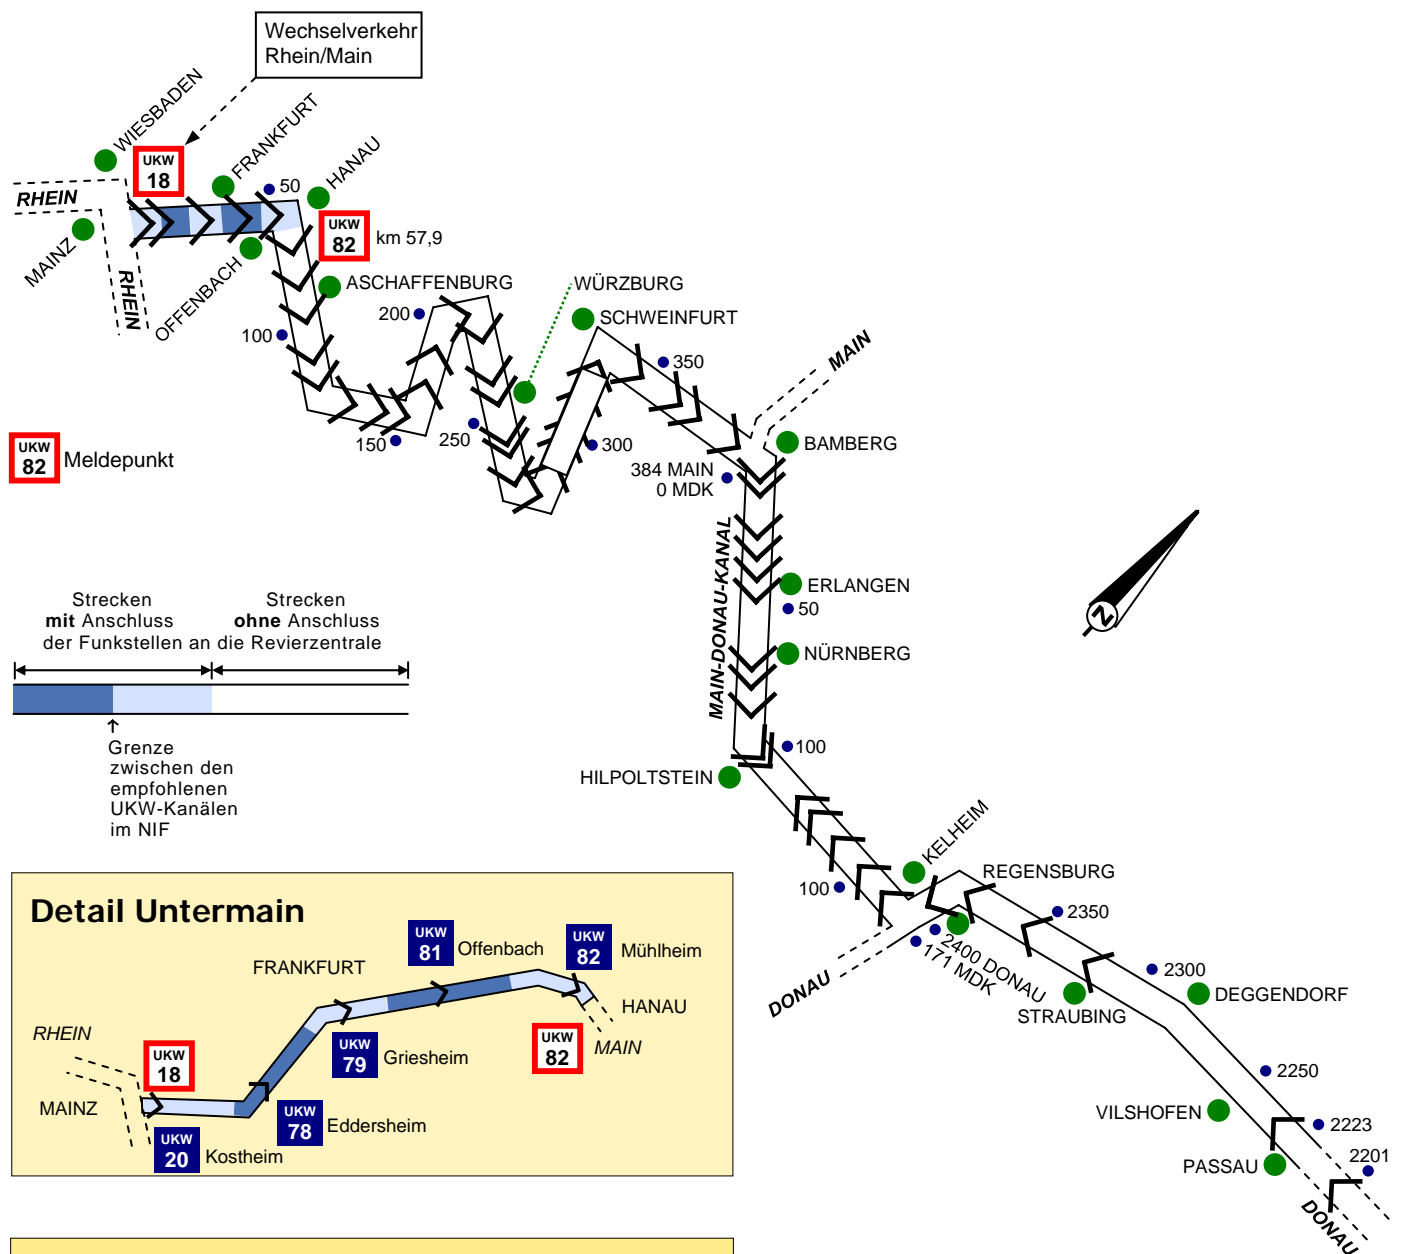 Wechselverkehr
Rhein/Main
WIESBADEN
UKW
18
FRANKFURT
50
HANAU
RHEIN
MAINZ
RHEIN
OFFENBACH
UKW
82
km 57,9
ASCHAFFENBURG
WÜRZBURG
200
SCHWEINFURT
100
350
MAIN
150
250
300
BAMBERG
UKW
82
Meldepunkt
384 MAIN
0 MDK
MAIN-DONAU-KANAL
ERLANGEN
50
NÜRNBERG
N
Strecken
mit Anschluss
Strecken
ohne Anschluss
der Funkstellen an die Revierzentrale
Grenze
zwischen den
empfohlenen
UKW-Kanälen
im NIF
100
HILPOLTSTEIN
KELHEIM
100
REGENSBURG
2350
2400 DONAU
171 MDK
DONAU
2300
STRAUBING
DEGGENDORF
2250
VILSHOFEN
2223
PASSAU
2201
DONAU
Detail Untermain
UKW
81
Offenbach
UKW
82
Mühlheim
FRANKFURT
HANAU
RHEIN
UKW
18
UKW
79
Griesheim
UKW
82
MAIN
MAINZ
UKW
78
Eddersheim
UKW
20
Kostheim